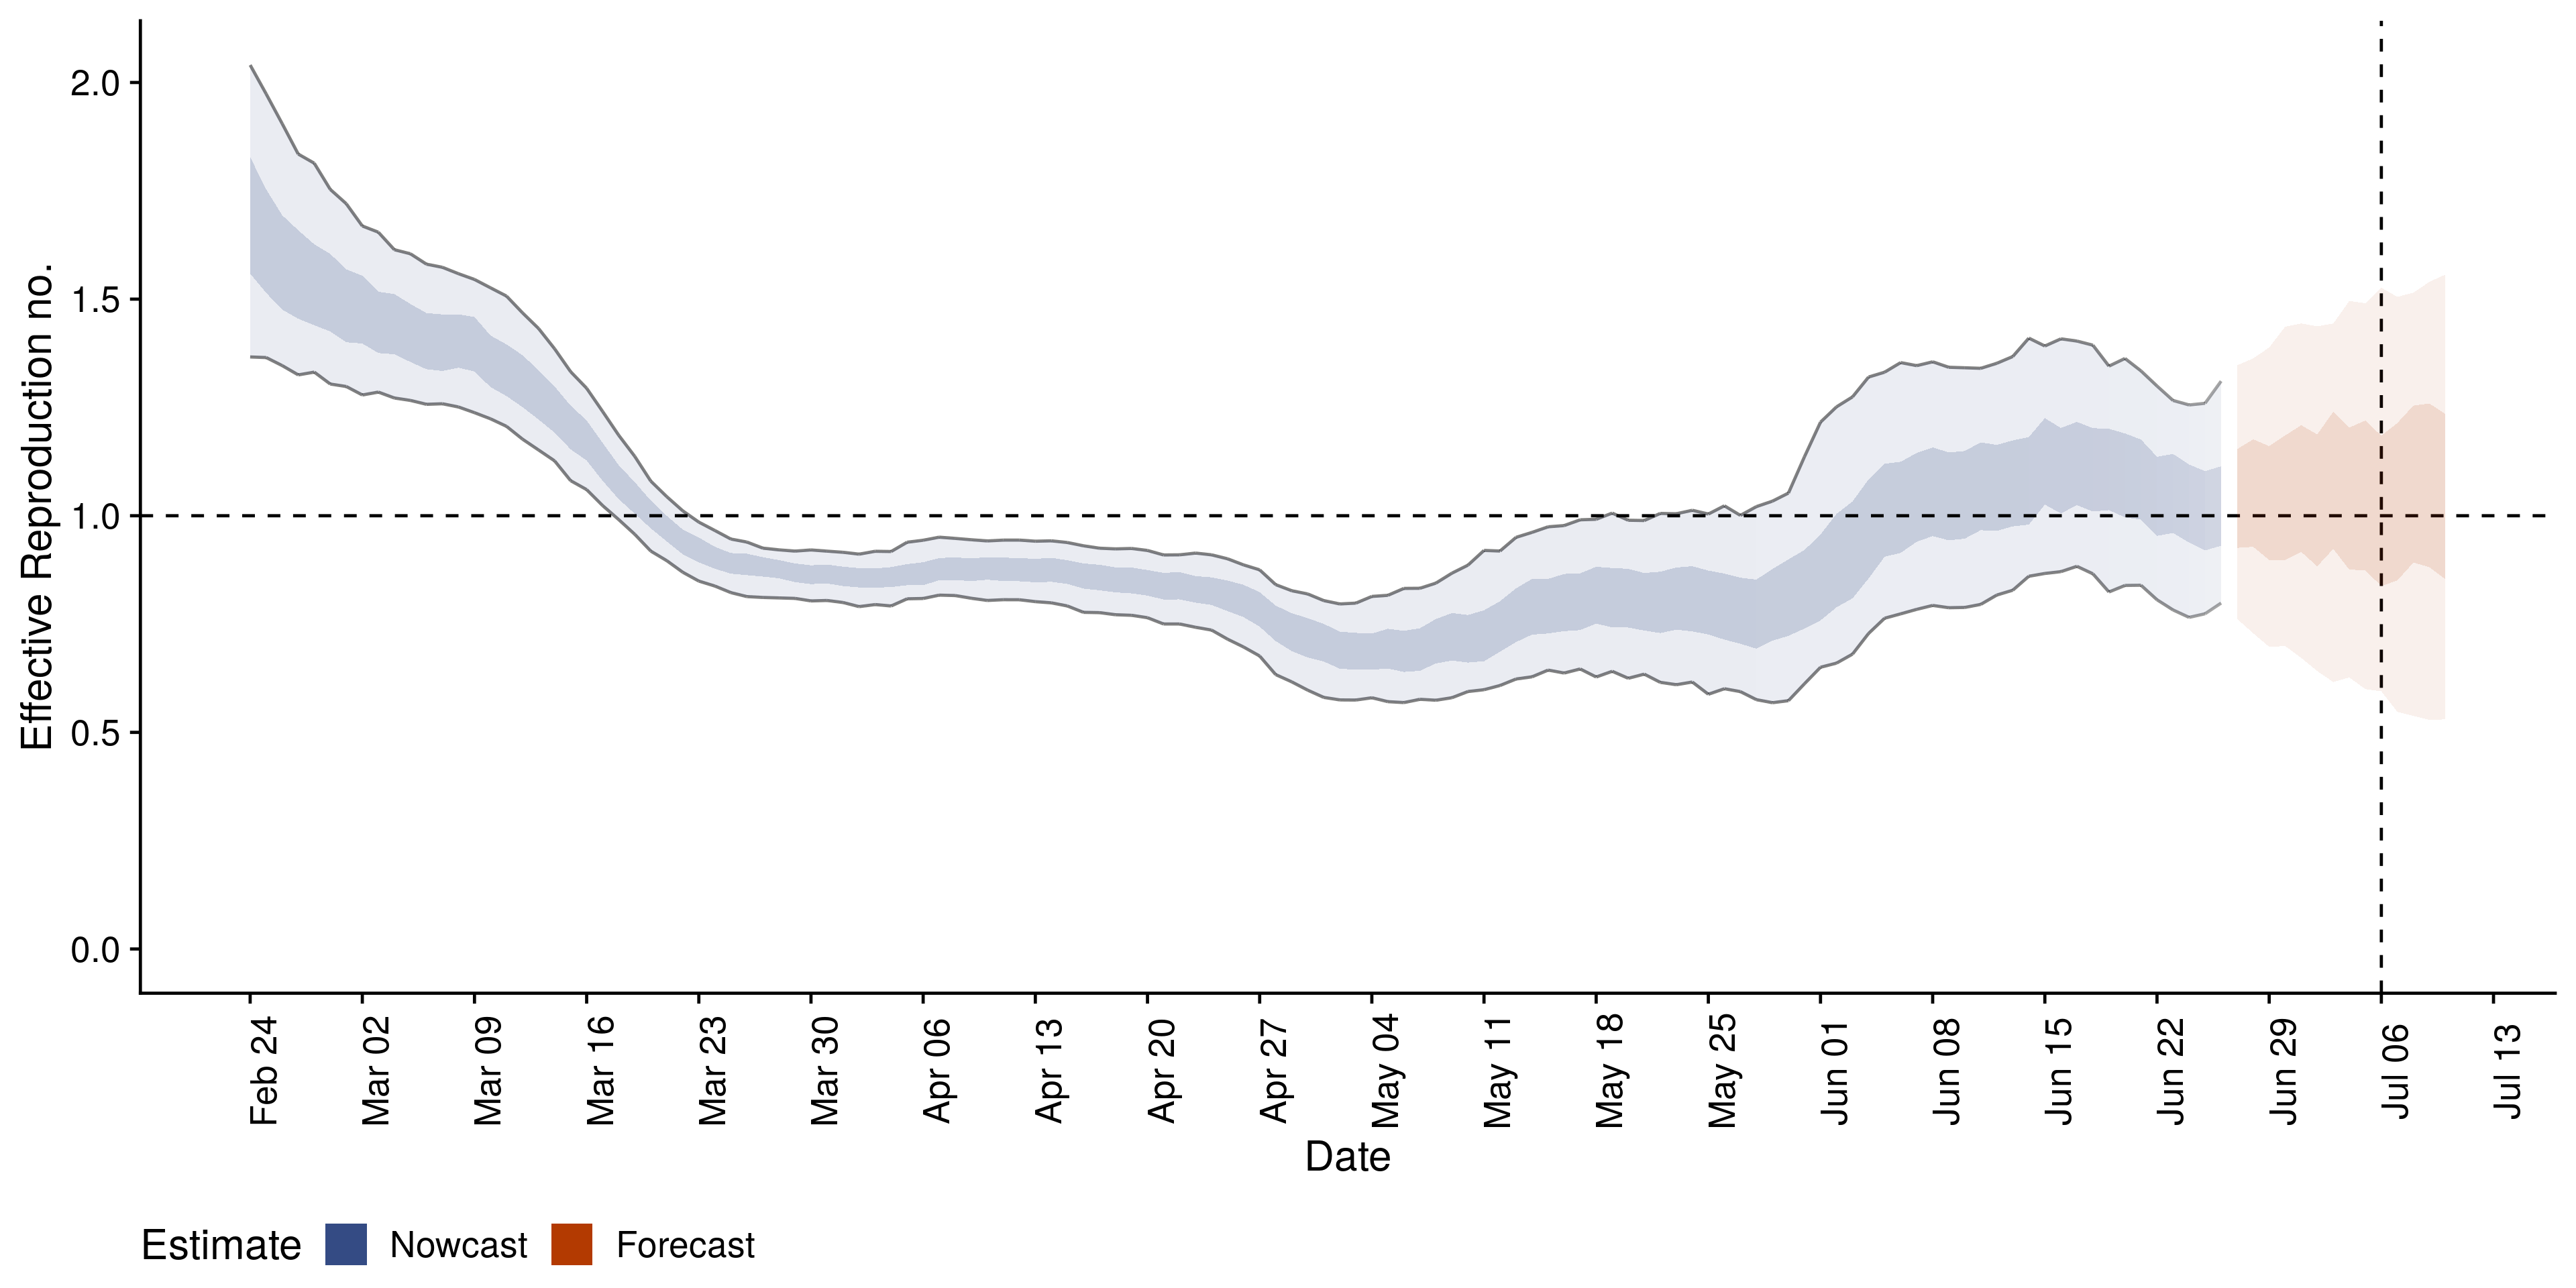 Effective Reproduction no.
2.0
1.5
1.0
0.5
0.0
Feb 24
Mar 02
Mar 09
Mar 16
Mar 23
Mar 30
Apr 06
Apr 13
Apr 20
Apr 27
May 04
May 11
May 18
May 25
Jun 01
Jun 08
Jun 15
Jun 22
Jun 29
Jul 06
Jul 13
Date
Estimate Nowcast Forecast